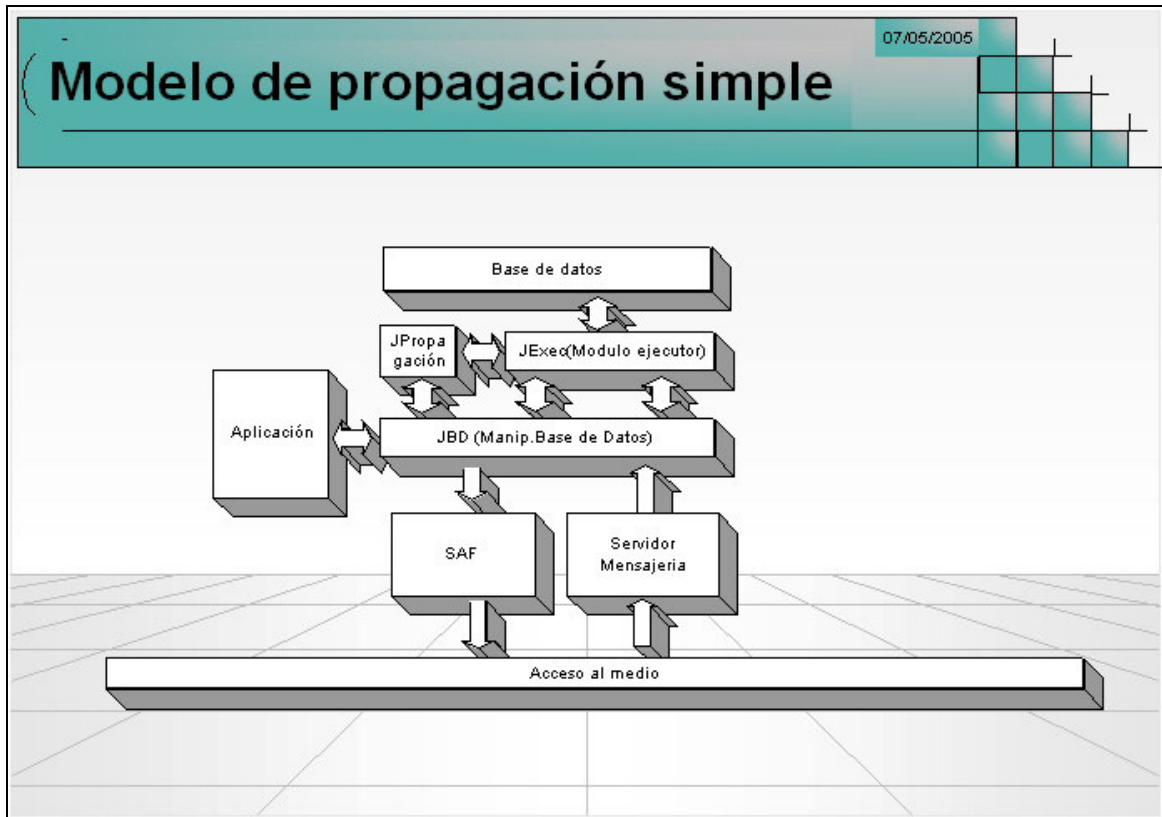 07/05/2005
Modelo de propagación simple
Base de datos
JPropa
gación
JExec(Modulo ejecutor)
Aplicación
JBD (Manip.Base de Datos)
SAF
Servidor
Mensajeria
Acceso al medio